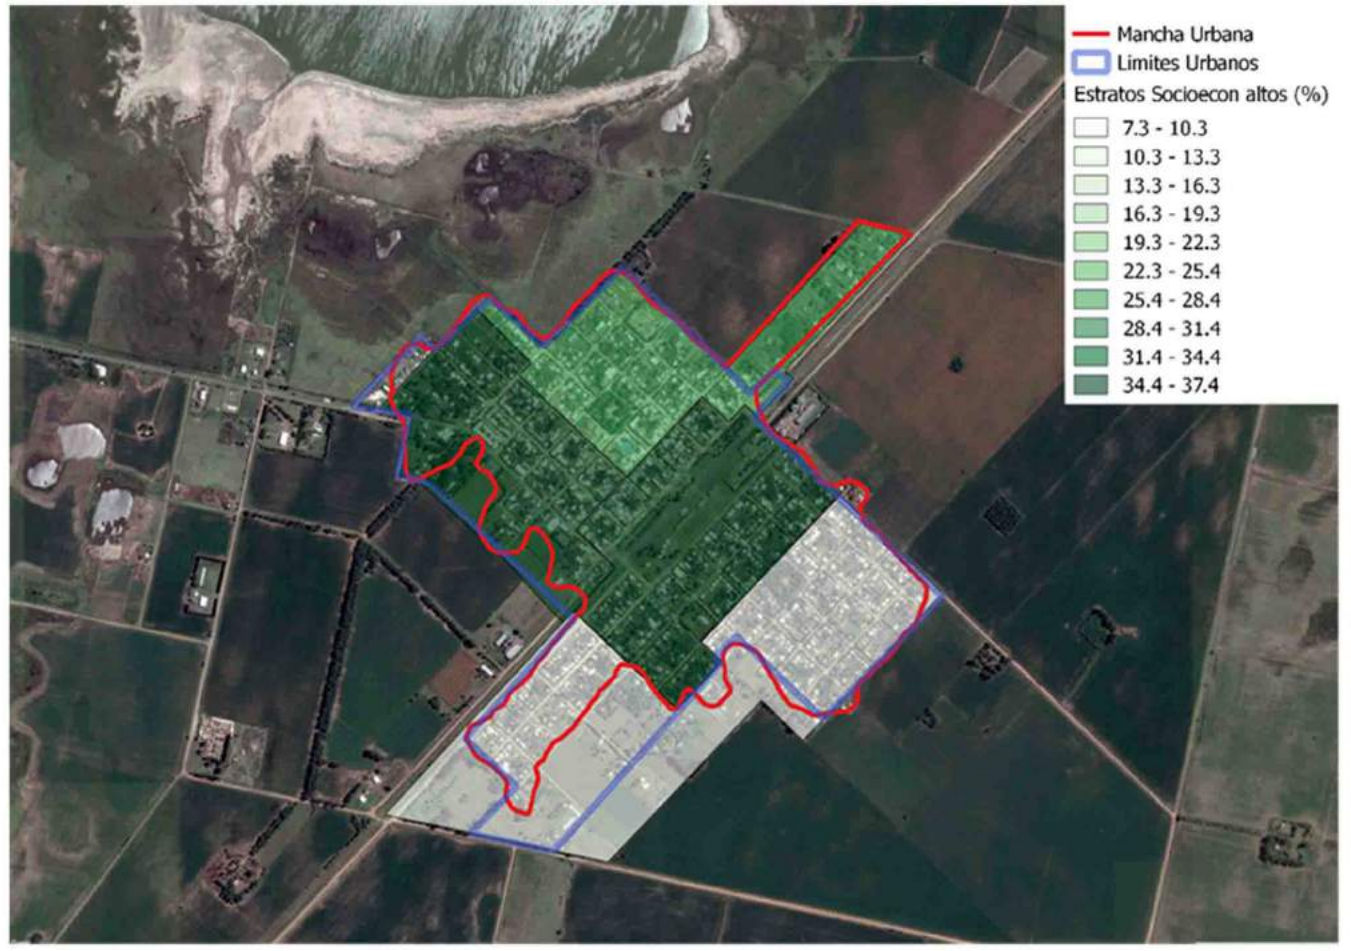 Mancha Urbana
Limites Urbanos
Estratos Socioecon altos (%)
7.3 - 10.3
10.3 - 13.3
13.3 - 16.3
16.3 - 19.3
19.3 - 22.3
22.3 - 25.4
25.4 - 28.4
28.4 - 31.4
31.4 - 34.4
34.4 - 37.4